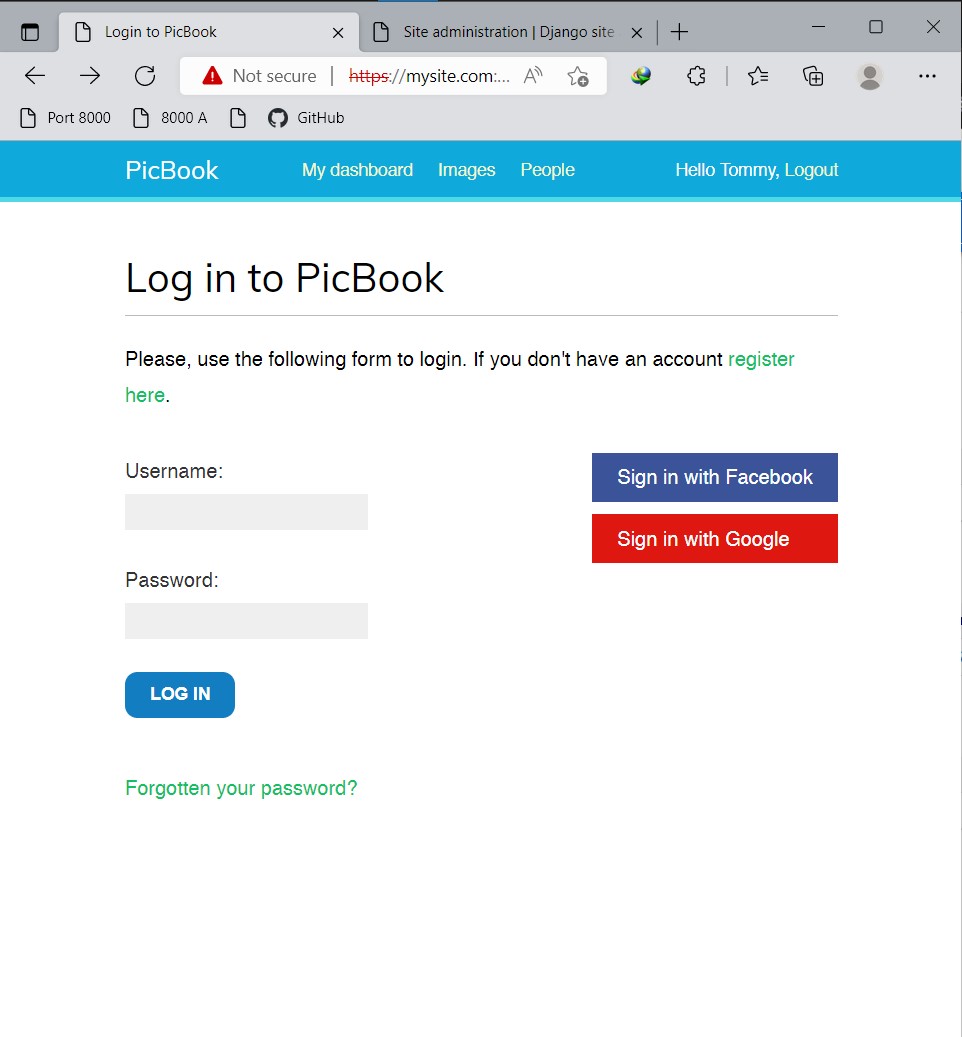 Login to PicBook
Site administration | Django site
Not secure | https://mysite.com:...
Port 8000 8000 A GitHub
PicBook My dashboard Images People Hello Tommy, Logout
Log in to PicBook
Please, use the following form to login. If you don't have an account register
here.
Username:
Sign in with Facebook
Sign in with Google
Password:
LOG IN
Forgotten your password?